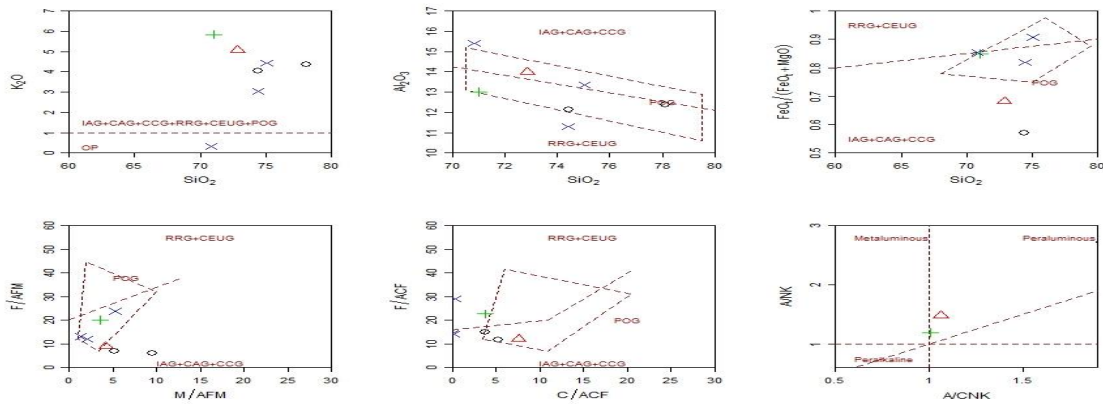 7
6
5
4
3
2
1
0
K₂O
IAG+CAG+CCG+RRG+CEUG+POG
OP
60 65 70 75 80
SiO₂
17
16
15
14
13
12
11
10
Al₂O₃
IAG+CAG+CCG
POG
RRG+CEUG
70 72 74 76 78 80
SiO₂
1
0.9
0.8
0.7
0.6
0.5
FeOt/(FeOt+MgO)
RRG+CEUG
POG
IAG+CAG+CCG
60 65 70 75 80
SiO₂
60
50
40
30
20
10
0
F/AFM
RRG+CEUG
POG
IAG+CAG+CCG
0 5 10 15 20 25 30
M/AFM
60
50
40
30
20
10
0
F/ACF
RRG+CEUG
POG
IAG+CAG+CCG
0 10 20 30
C/ACF
3
2
1
A/NK
Metaluminous
Peraluminous
Peralkaline
0.5 1 1.5
A/CNK